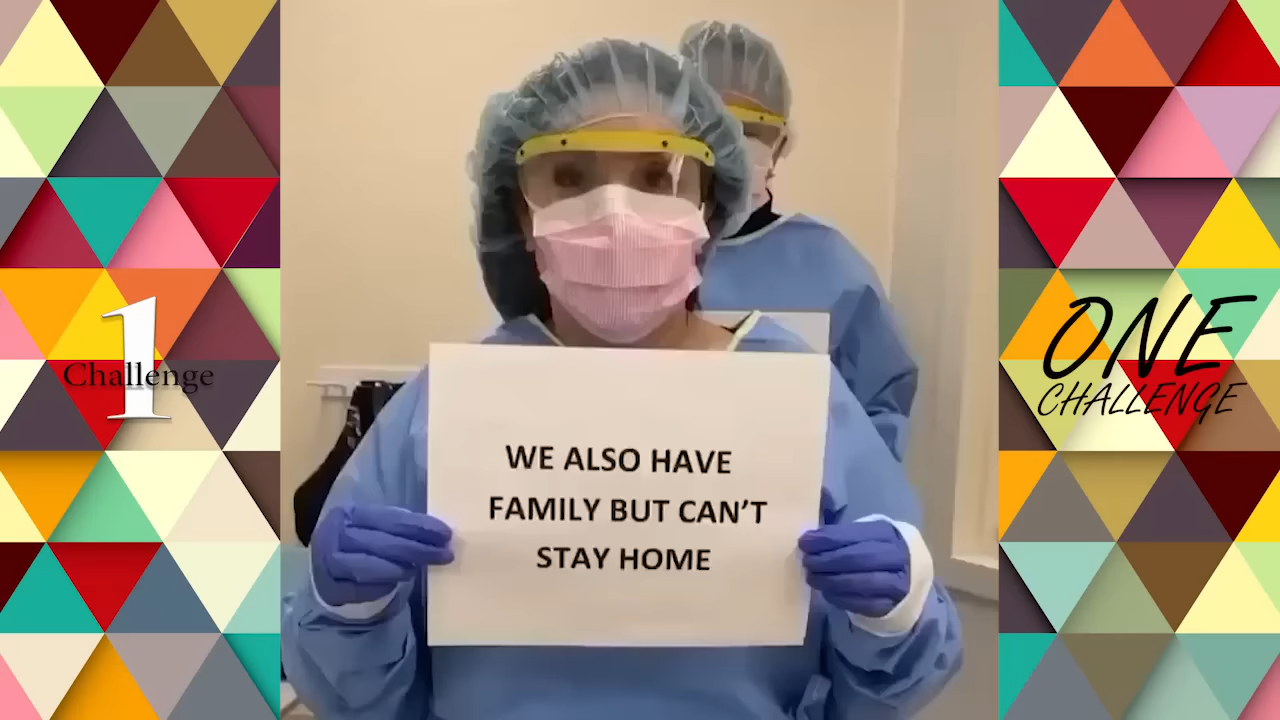 1
Challenge
WE ALSO HAVE
FAMILY BUT CAN'T
STAY HOME
ONE
CHALLENGE